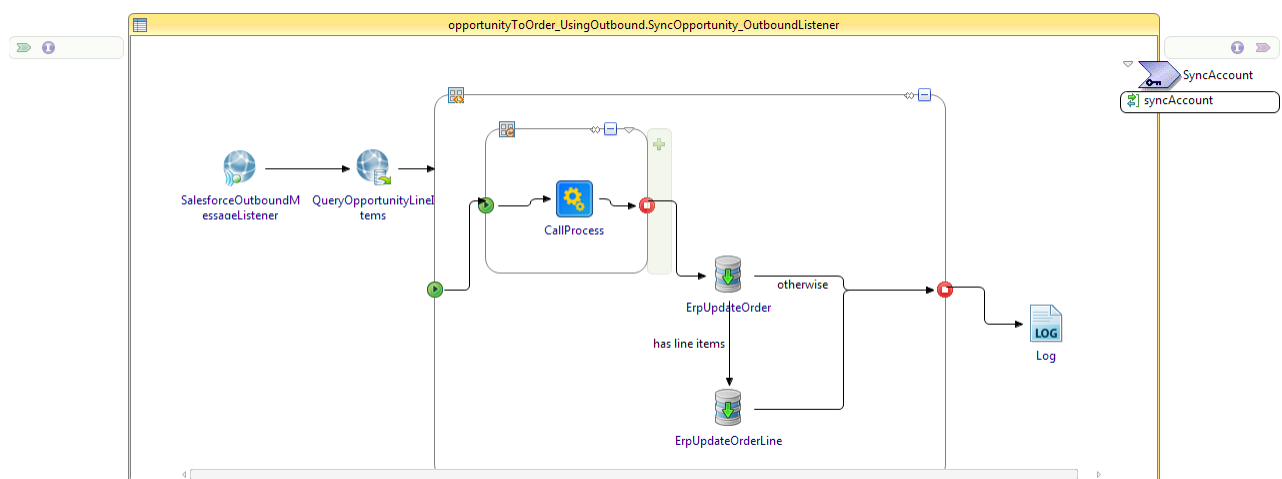 opportunityToOrder_UsingOutbound.SyncOpportunity_OutboundListener
SyncAccount
syncAccount
SalesforceOutboundM
essageListener
QueryOpportunityLineI
tems
CallProcess
ErpUpdateOrder
otherwise
has line items
LOG
Log
ErpUpdateOrderLine